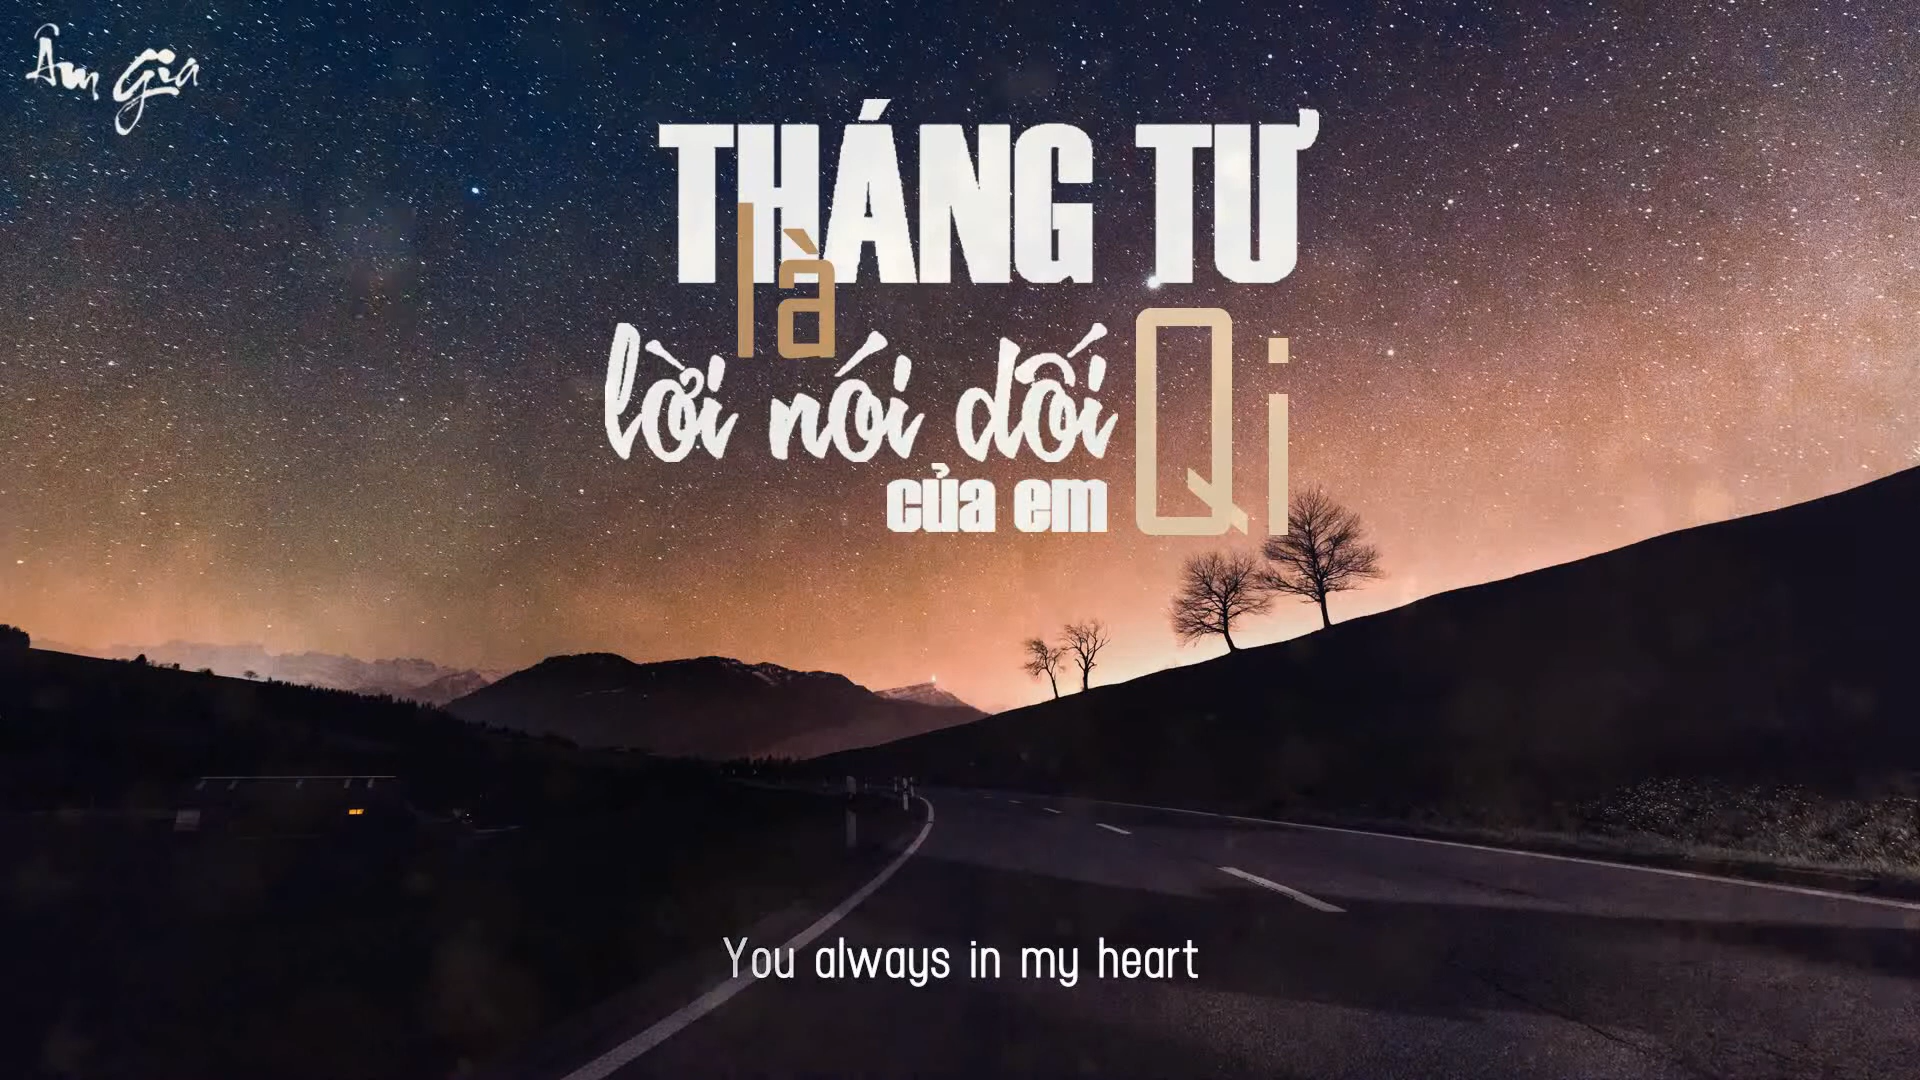 Âm Gia
THÁNG TƯ
là
lời nói dối
của em
Qi
You always in my heart